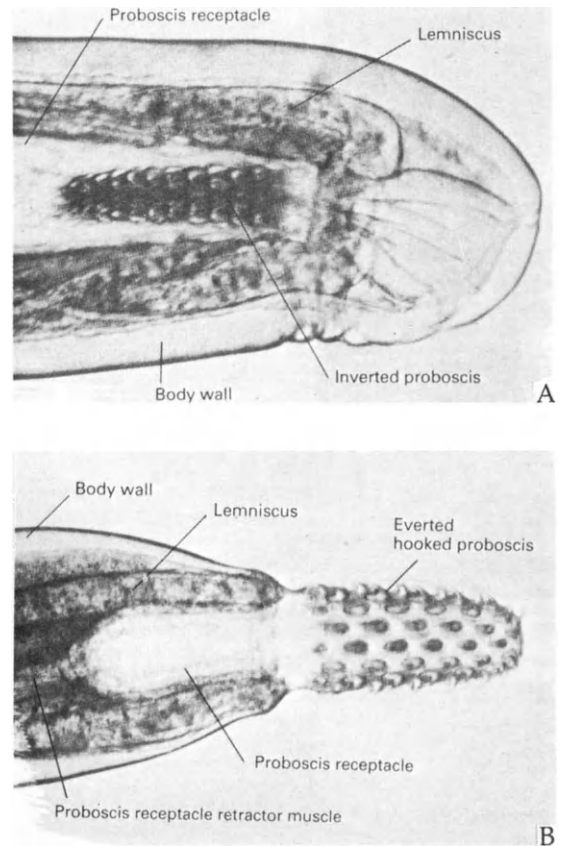 Proboscis receptacle
Lemniscus
Inverted proboscis
Body wall
A
Body wall
Lemniscus
Everted
hooked proboscis
Proboscis receptacle
Proboscis receptacle retractor muscle
B